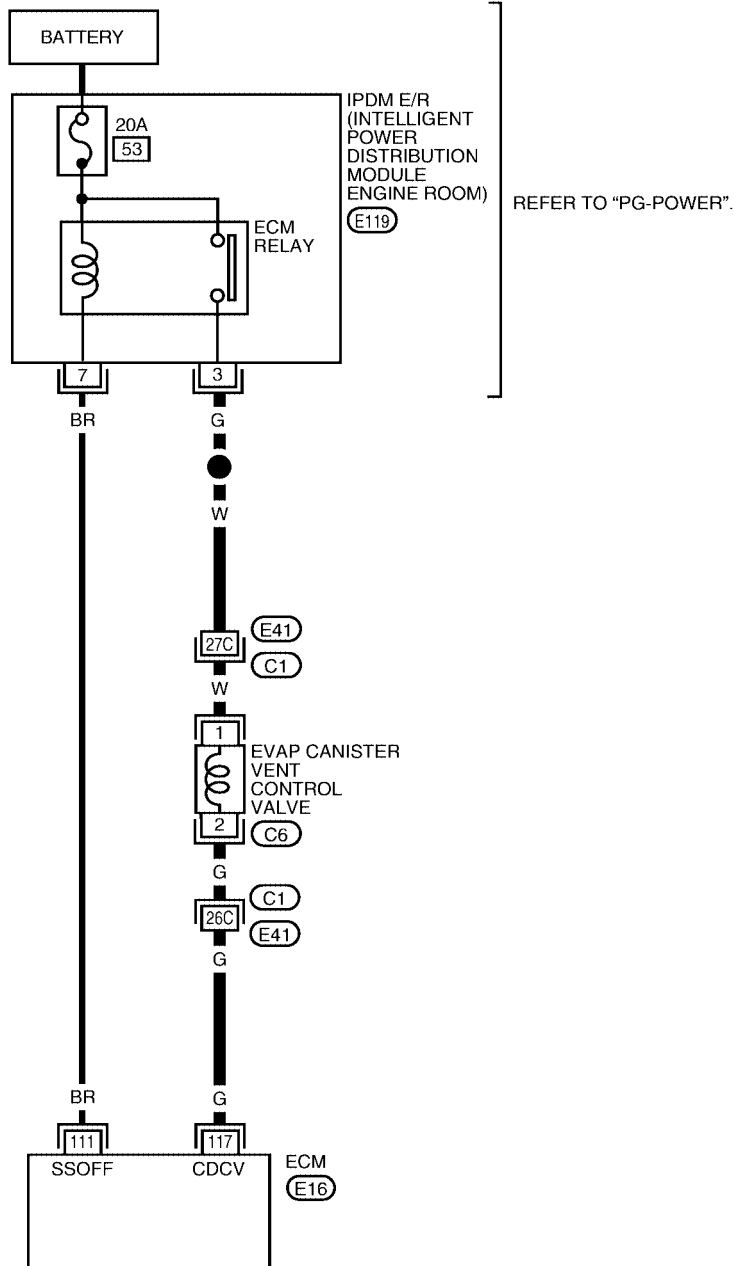 BATTERY
20A
53
IPDM E/R
(INTELLIGENT
POWER
DISTRIBUTION
MODULE
ENGINE ROOM)
E119
REFER TO “PG-POWER”.
ECM
RELAY
7
3
BR
G
W
27C
E41
C1
W
1
EVAP CANISTER
VENT
CONTROL
VALVE
2
C6
G
C1
26C
E41
G
BR
G
111
117
SSOFF
CDCV
ECM
E16